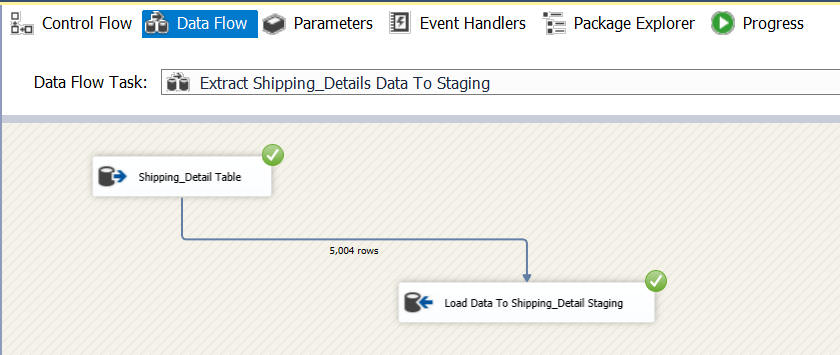 Control Flow Data Flow Parameters Event Handlers Package Explorer Progress
Data Flow Task: Extract Shipping_Details Data To Staging
Shipping_Detail Table
5,004 rows
Load Data To Shipping_Detail Staging